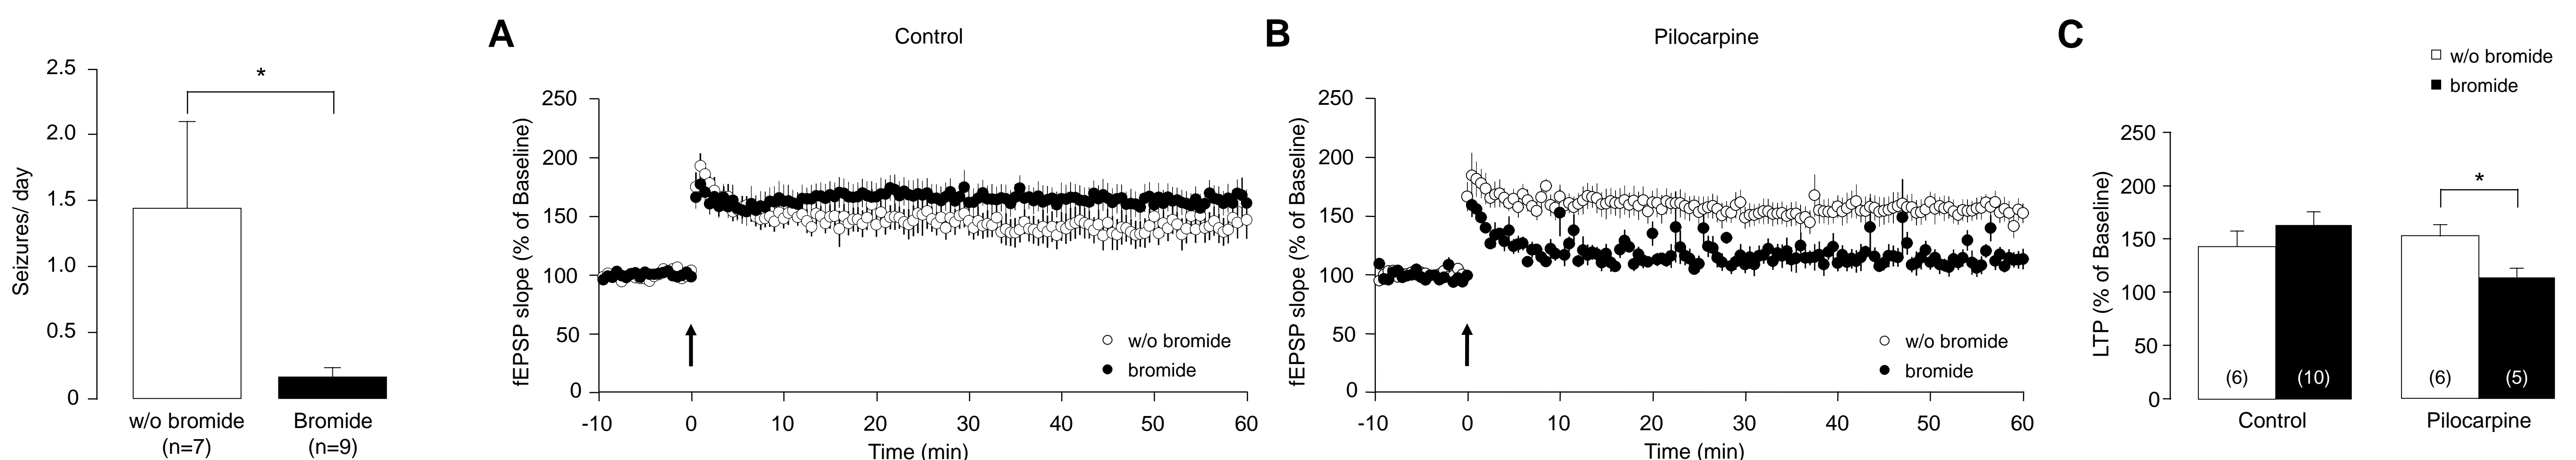 Seizures/ day
2.5
2.0
1.5
1.0
0.5
0
*
w/o bromide
(n=7)
Bromide
(n=9)
A
Control
fEPSP slope (% of Baseline)
250
200
150
100
50
0
-10
0
10
20
30
40
50
60
Time (min)
w/o bromide
bromide
B
Pilocarpine
fEPSP slope (% of Baseline)
250
200
150
100
50
0
-10
0
10
20
30
40
50
60
Time (min)
w/o bromide
bromide
C
w/o bromide
bromide
LTP (% of Baseline)
250
200
150
100
50
0
*
(6)
(10)
(6)
(5)
Control
Pilocarpine